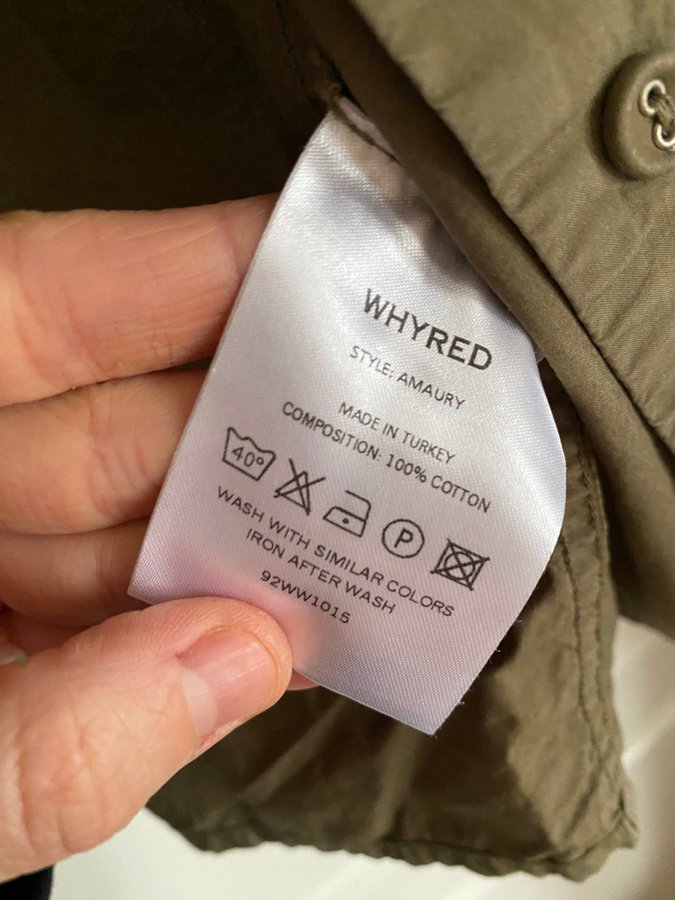 WHYRED
STYLE: AMAURY
MADE IN TURKEY
COMPOSITION: 100% COTTON
40° P
WASH WITH SIMILAR COLORS
IRON AFTER WASH
92WW1015